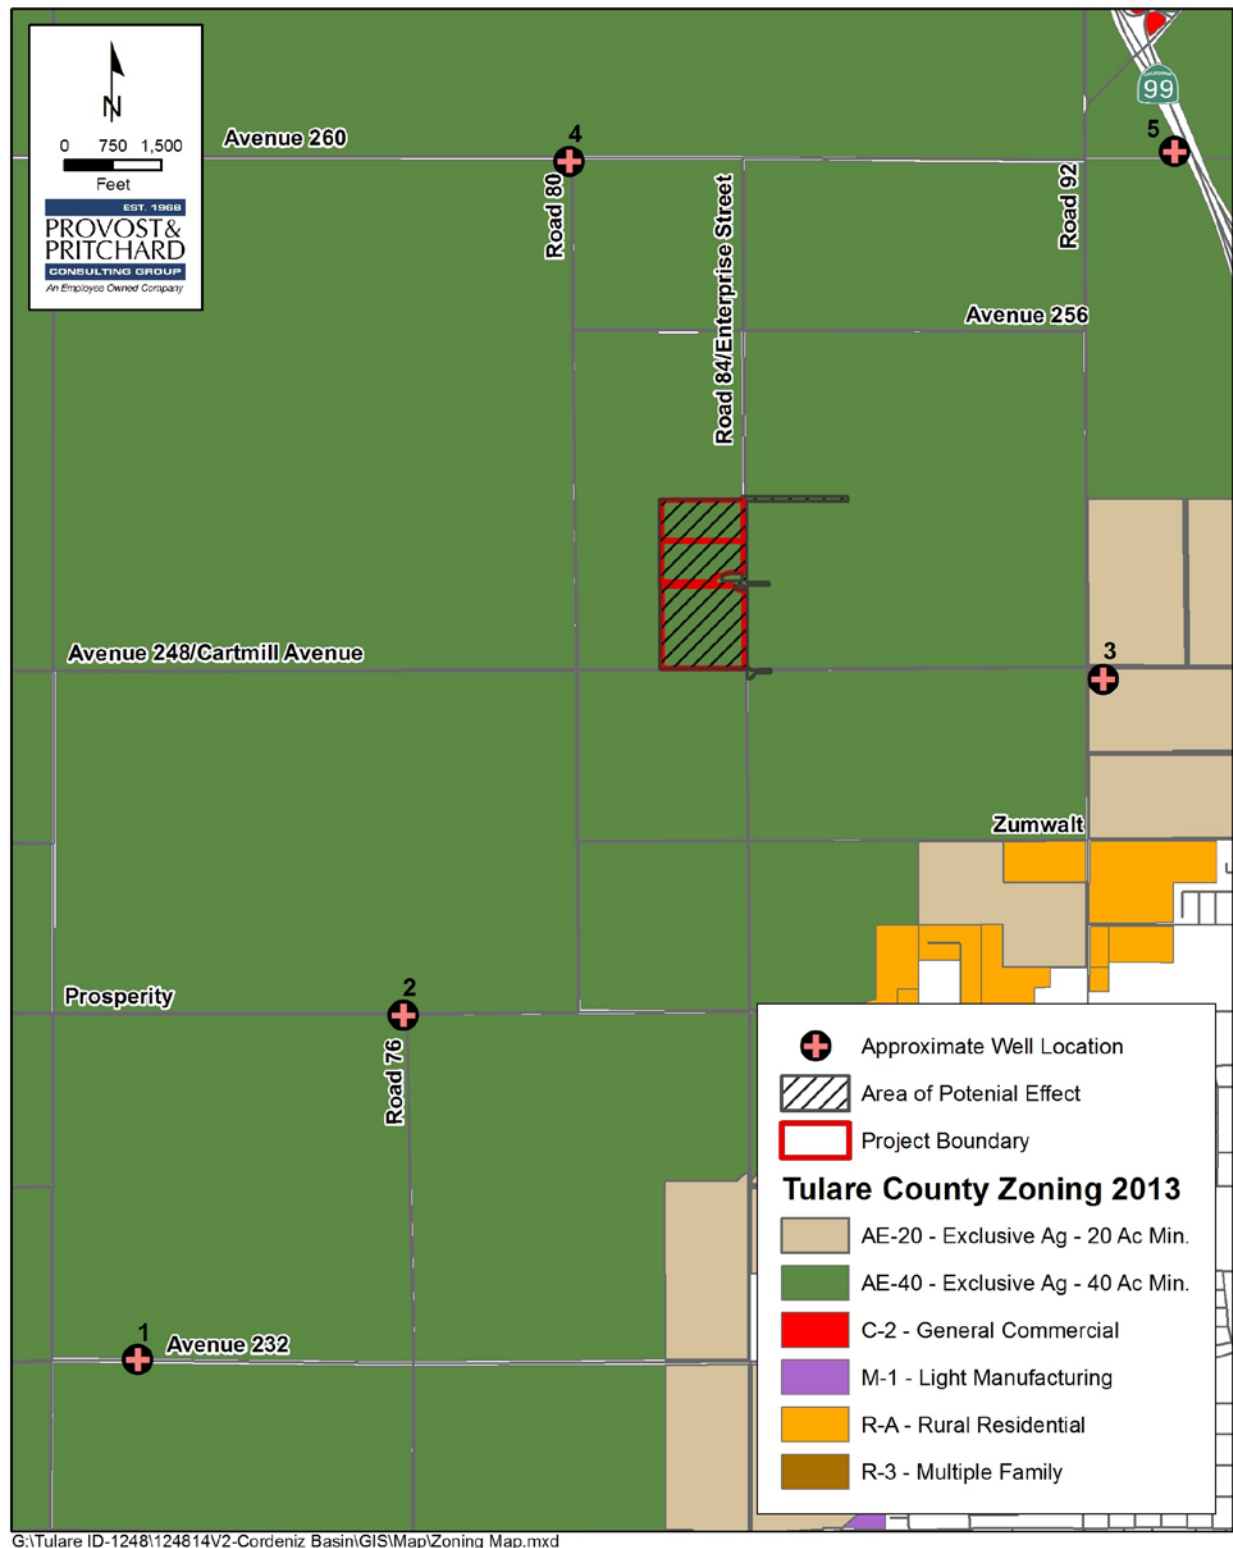 N
0 750 1,500
Feet
EST. 1968
PROVOST&
PRITCHARD
CONSULTING GROUP
An Employee Owned Company
CALIFORNIA
99
Avenue 260
4
5
Road 80
Road 84/Enterprise Street
Road 92
Avenue 256
Avenue 248/Cartmill Avenue
3
Zumwalt
Prosperity
2
Road 76
1
Avenue 232
Approximate Well Location
Area of Potenial Effect
Project Boundary
Tulare County Zoning 2013
AE-20 - Exclusive Ag - 20 Ac Min.
AE-40 - Exclusive Ag - 40 Ac Min.
C-2 - General Commercial
M-1 - Light Manufacturing
R-A - Rural Residential
R-3 - Multiple Family
G:\Tulare ID-1248\124814V2-Cordeniz Basin\GIS\Map\Zoning Map.mxd